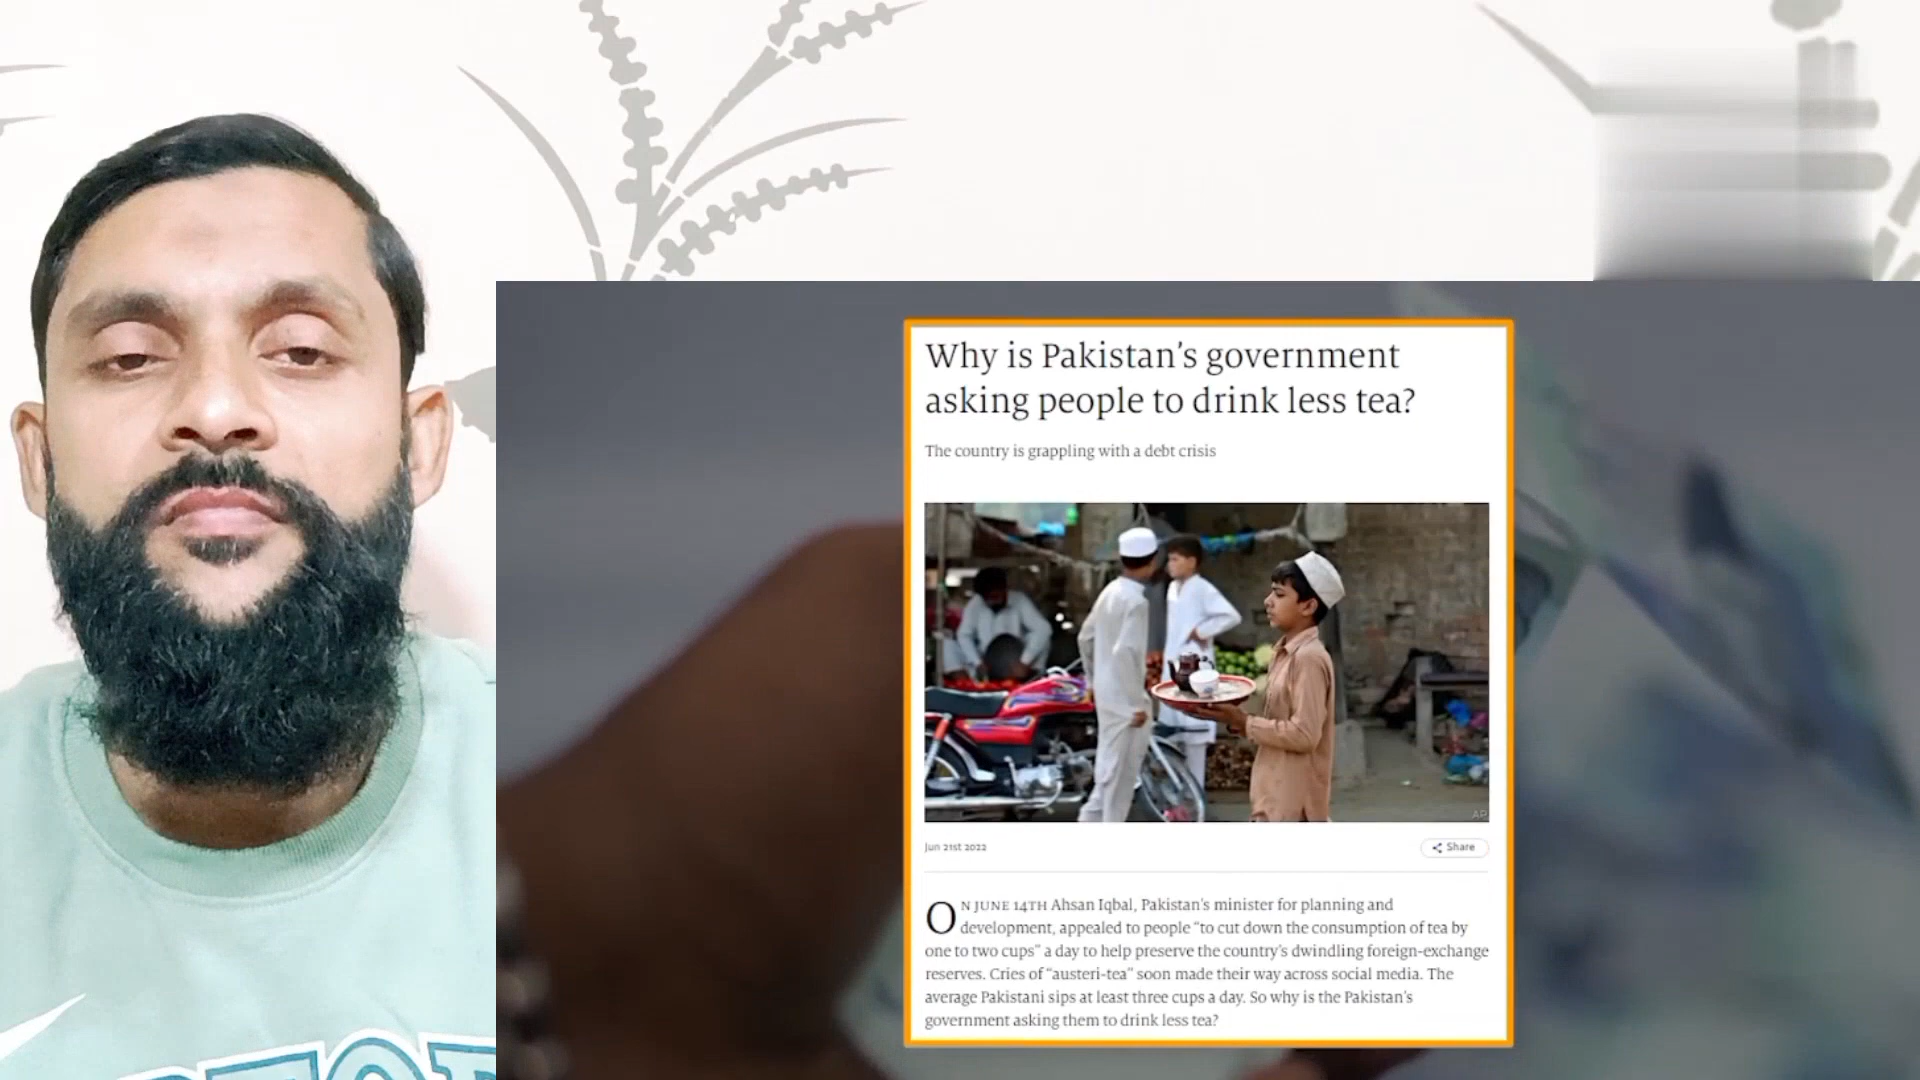 Why is Pakistan's government
asking people to drink less tea?
The country is grappling with a debt crisis
AP
Jun 21st 2022
Share
ON JUNE 14TH Ahsan Iqbal, Pakistan's minister for planning and
development, appealed to people “to cut down the consumption of tea by
one to two cups” a day to help preserve the country's dwindling foreign-exchange
reserves. Cries of “austeri-tea” soon made their way across social media. The
average Pakistani sips at least three cups a day. So why is the Pakistan's
government asking them to drink less tea?